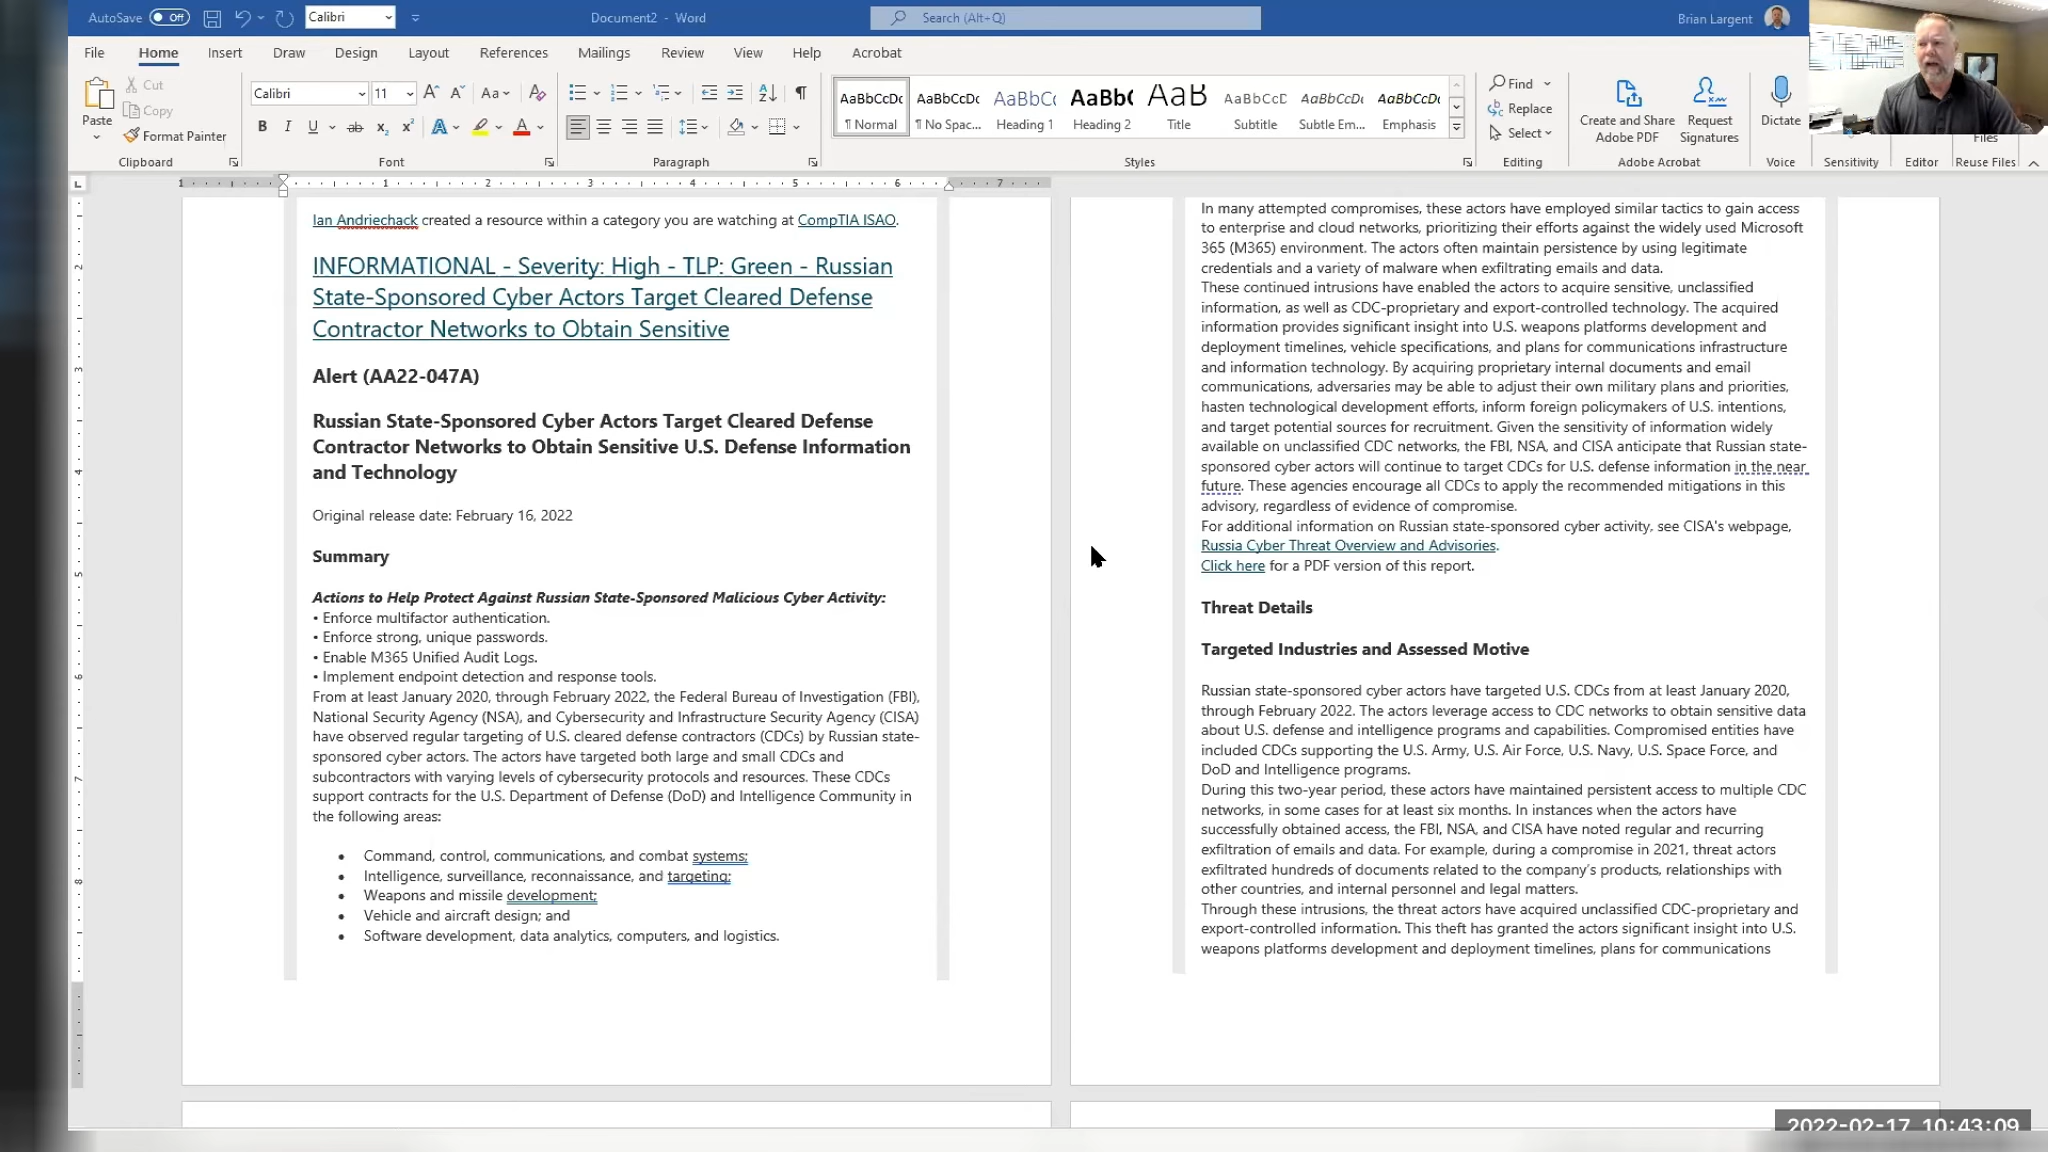 AutoSave Off Calibri Document2 - Word Search (Alt+Q) Brian Largent
File Home Insert Draw Design Layout References Mailings Review View Help Acrobat
Paste Cut Copy Format Painter
Calibri 11
AaBbCcDc AaBbCcDc AaBbCc AaBbC AaB AaBbCcD AaBbCcDc AaBbCcDc
¶ Normal ¶ No Spac... Heading 1 Heading 2 Title Subtitle Subtle Em... Emphasis
Find Replace Select
Create and Share Adobe PDF Request Signatures Dictate Files
Clipboard Font Paragraph Styles Editing Adobe Acrobat Voice Sensitivity Editor Reuse Files
1 1 2 3 4 5 6 7
2
3
4
5
6
7
8
Ian Andriechack created a resource within a category you are watching at CompTIA ISAO.
INFORMATIONAL - Severity: High - TLP: Green - Russian
State-Sponsored Cyber Actors Target Cleared Defense
Contractor Networks to Obtain Sensitive
Alert (AA22-047A)
Russian State-Sponsored Cyber Actors Target Cleared Defense
Contractor Networks to Obtain Sensitive U.S. Defense Information
and Technology
Original release date: February 16, 2022
Summary
Actions to Help Protect Against Russian State-Sponsored Malicious Cyber Activity:
• Enforce multifactor authentication.
• Enforce strong, unique passwords.
• Enable M365 Unified Audit Logs.
• Implement endpoint detection and response tools.
From at least January 2020, through February 2022, the Federal Bureau of Investigation (FBI),
National Security Agency (NSA), and Cybersecurity and Infrastructure Security Agency (CISA)
have observed regular targeting of U.S. cleared defense contractors (CDCs) by Russian state-
sponsored cyber actors. The actors have targeted both large and small CDCs and
subcontractors with varying levels of cybersecurity protocols and resources. These CDCs
support contracts for the U.S. Department of Defense (DoD) and Intelligence Community in
the following areas:
• Command, control, communications, and combat systems;
• Intelligence, surveillance, reconnaissance, and targeting;
• Weapons and missile development;
• Vehicle and aircraft design; and
• Software development, data analytics, computers, and logistics.
In many attempted compromises, these actors have employed similar tactics to gain access
to enterprise and cloud networks, prioritizing their efforts against the widely used Microsoft
365 (M365) environment. The actors often maintain persistence by using legitimate
credentials and a variety of malware when exfiltrating emails and data.
These continued intrusions have enabled the actors to acquire sensitive, unclassified
information, as well as CDC-proprietary and export-controlled technology. The acquired
information provides significant insight into U.S. weapons platforms development and
deployment timelines, vehicle specifications, and plans for communications infrastructure
and information technology. By acquiring proprietary internal documents and email
communications, adversaries may be able to adjust their own military plans and priorities,
hasten technological development efforts, inform foreign policymakers of U.S. intentions,
and target potential sources for recruitment. Given the sensitivity of information widely
available on unclassified CDC networks, the FBI, NSA, and CISA anticipate that Russian state-
sponsored cyber actors will continue to target CDCs for U.S. defense information in the near
future. These agencies encourage all CDCs to apply the recommended mitigations in this
advisory, regardless of evidence of compromise.
For additional information on Russian state-sponsored cyber activity, see CISA's webpage,
Russia Cyber Threat Overview and Advisories.
Click here for a PDF version of this report.
Threat Details
Targeted Industries and Assessed Motive
Russian state-sponsored cyber actors have targeted U.S. CDCs from at least January 2020,
through February 2022. The actors leverage access to CDC networks to obtain sensitive data
about U.S. defense and intelligence programs and capabilities. Compromised entities have
included CDCs supporting the U.S. Army, U.S. Air Force, U.S. Navy, U.S. Space Force, and
DoD and Intelligence programs.
During this two-year period, these actors have maintained persistent access to multiple CDC
networks, in some cases for at least six months. In instances when the actors have
successfully obtained access, the FBI, NSA, and CISA have noted regular and recurring
exfiltration of emails and data. For example, during a compromise in 2021, threat actors
exfiltrated hundreds of documents related to the company's products, relationships with
other countries, and internal personnel and legal matters.
Through these intrusions, the threat actors have acquired unclassified CDC-proprietary and
export-controlled information. This theft has granted the actors significant insight into U.S.
weapons platforms development and deployment timelines, plans for communications
2022-02-17 10:43:09